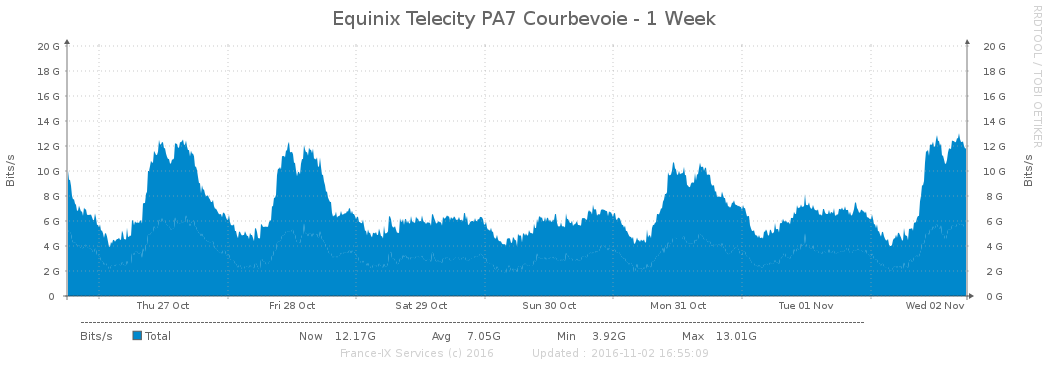 Equinix Telecity PA7 Courbevoie - 1 Week
RRDTOOL / TOBI OETIKER
Bits/s
20 G 20 G
18 G 18 G
16 G 16 G
14 G 14 G
12 G 12 G
10 G 10 G
8 G 8 G
6 G 6 G
4 G 4 G
2 G 2 G
0 0 G
Bits/s
Thu 27 Oct Fri 28 Oct Sat 29 Oct Sun 30 Oct Mon 31 Oct Tue 01 Nov Wed 02 Nov
Bits/s Total Now 12.17G Avg 7.05G Min 3.92G Max 13.01G
France-IX Services (c) 2016 Updated : 2016-11-02 16:55:09